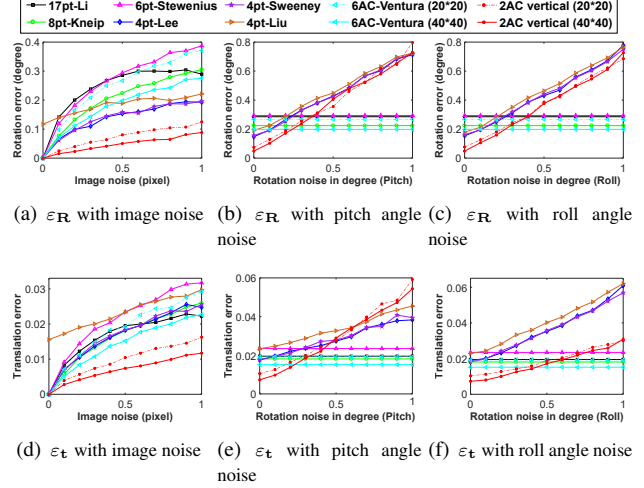 17pt-Li 6pt-Stewenius 4pt-Sweeney 6AC-Ventura (20*20) 2AC vertical (20*20)
8pt-Kneip 4pt-Lee 4pt-Liu 6AC-Ventura (40*40) 2AC vertical (40*40)
Rotation error (degree)
0.4
0.3
0.2
0.1
0
0 0.5 1
Image noise (pixel)
Rotation error (degree)
0.8
0.6
0.4
0.2
0
0 0.5 1
Rotation noise in degree (Pitch)
Rotation error (degree)
0.8
0.6
0.4
0.2
0
0 0.5 1
Rotation noise in degree (Roll)
(a) εR with image noise
(b) εR with pitch angle
noise
(c) εR with roll angle
noise
Translation error
0.03
0.02
0.01
0
0 0.5 1
Image noise (pixel)
Translation error
0.06
0.04
0.02
0
0 0.5 1
Rotation noise in degree (Pitch)
Translation error
0.06
0.04
0.02
0
0 0.5 1
Rotation noise in degree (Roll)
(d) εt with image noise
(e) εt with pitch angle
noise
(f) εt with roll angle noise